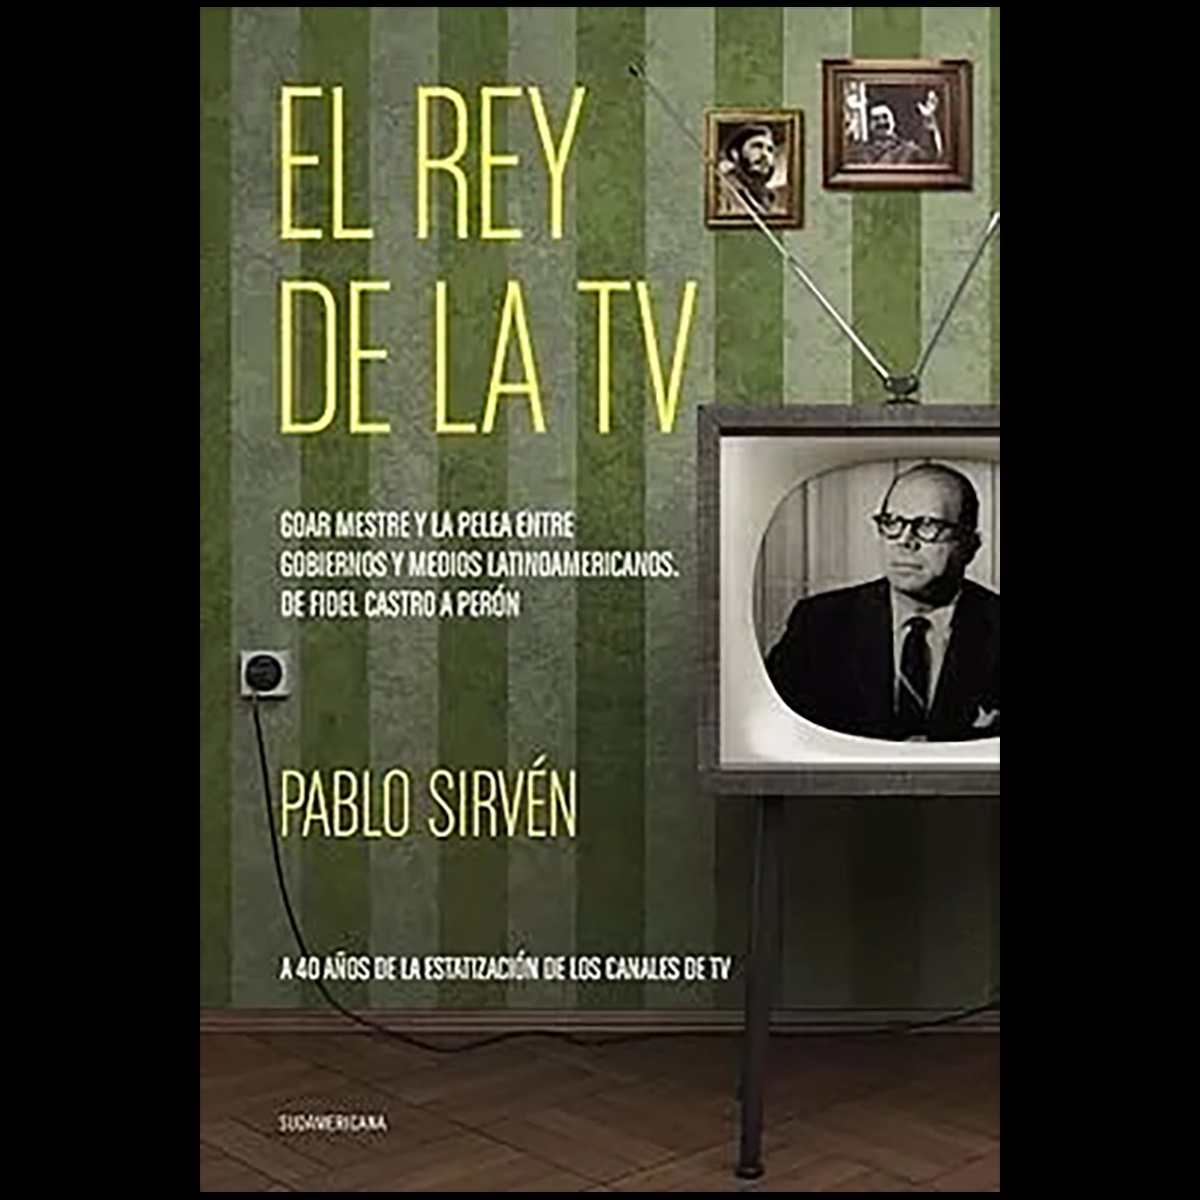 EL REY
DE LA TV
GOAR MESTRE Y LA PELEA ENTRE
GOBIERNOS Y MEDIOS LATINOAMERICANOS.
DE FIDEL CASTRO A PERÓN
PABLO SIRVÉN
A 40 AÑOS DE LA ESTATIZACIÓN DE LOS CANALES DE TV
SUDAMERICANA